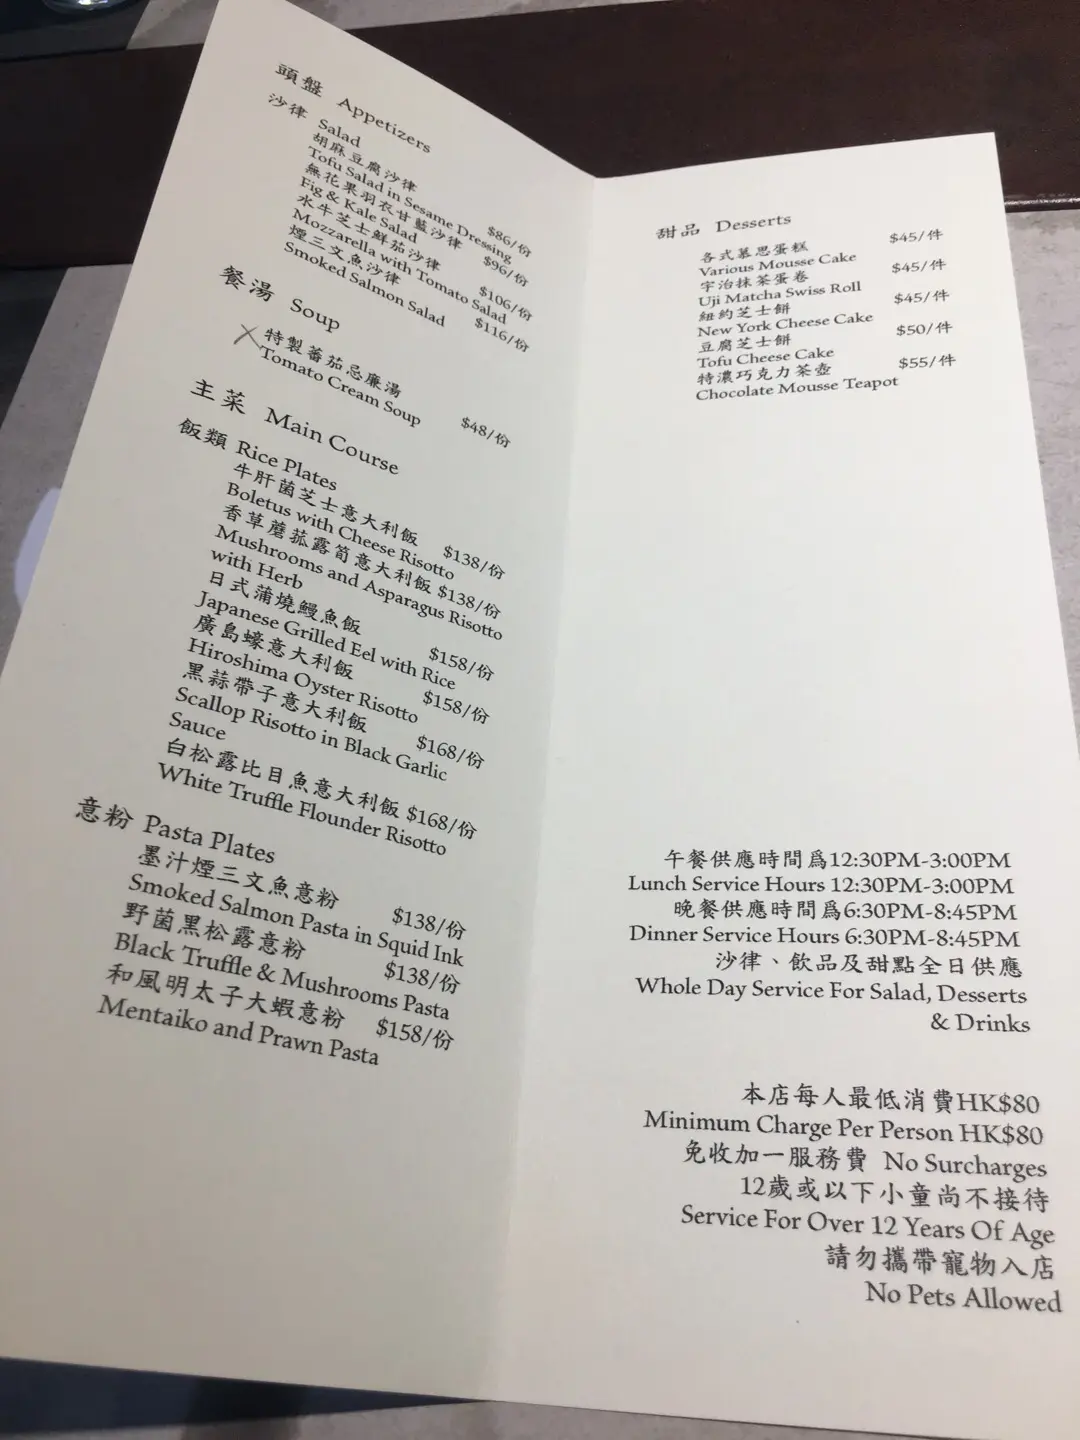 頭盤 Appetizers
沙律 Salad
胡麻豆腐沙律 $86/份
Tofu Salad in Sesame Dressing
無花果羽衣甘藍沙律 $96/份
Fig & Kale Salad
水牛芝士鮮茄沙律 $106/份
Mozzarella with Tomato Salad
煙三文魚沙律 $116/份
Smoked Salmon Salad
餐湯 Soup
特製蕃茄忌廉湯 $48/份
Tomato Cream Soup
主菜 Main Course
飯類 Rice Plates
牛肝菌芝士意大利飯 $138/份
Boletus with Cheese Risotto
香草蘑菰露筍意大利飯 $138/份
Mushrooms and Asparagus Risotto
with Herb
日式蒲燒鰻魚飯 $158/份
Japanese Grilled Eel with Rice
廣島蠔意大利飯 $158/份
Hiroshima Oyster Risotto
黑蒜帶子意大利飯 $168/份
Scallop Risotto in Black Garlic
Sauce
白松露比目魚意大利飯 $168/份
White Truffle Flounder Risotto
意粉 Pasta Plates
墨汁煙三文魚意粉 $138/份
Smoked Salmon Pasta in Squid Ink
野菌黑松露意粉 $138/份
Black Truffle & Mushrooms Pasta
和風明太子大蝦意粉 $158/份
Mentaiko and Prawn Pasta
甜品 Desserts
各式慕思蛋糕 $45/件
Various Mousse Cake
宇治抹茶蛋卷 $45/件
Uji Matcha Swiss Roll
紐約芝士餅 $45/件
New York Cheese Cake
豆腐芝士餅 $50/件
Tofu Cheese Cake
特濃巧克力茶壺 $55/件
Chocolate Mousse Teapot
午餐供應時間爲12:30PM-3:00PM
Lunch Service Hours 12:30PM-3:00PM
晚餐供應時間爲6:30PM-8:45PM
Dinner Service Hours 6:30PM-8:45PM
沙律、飲品及甜點全日供應
Whole Day Service For Salad, Desserts
& Drinks
本店每人最低消費HK$80
Minimum Charge Per Person HK$80
免收加一服務費 No Surcharges
12歲或以下小童尚不接待
Service For Over 12 Years Of Age
請勿攜帶寵物入店
No Pets Allowed